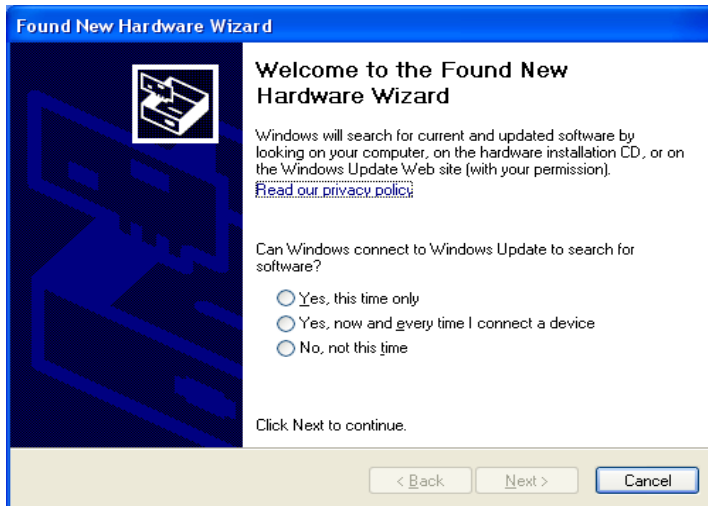 Found New Hardware Wizard
Welcome to the Found New
Hardware Wizard
Windows will search for current and updated software by
looking on your computer, on the hardware installation CD, or on
the Windows Update Web site (with your permission).
Read our privacy policy
Can Windows connect to Windows Update to search for
software?
Yes, this time only
Yes, now and every time I connect a device
No, not this time
Click Next to continue.
< Back Next > Cancel